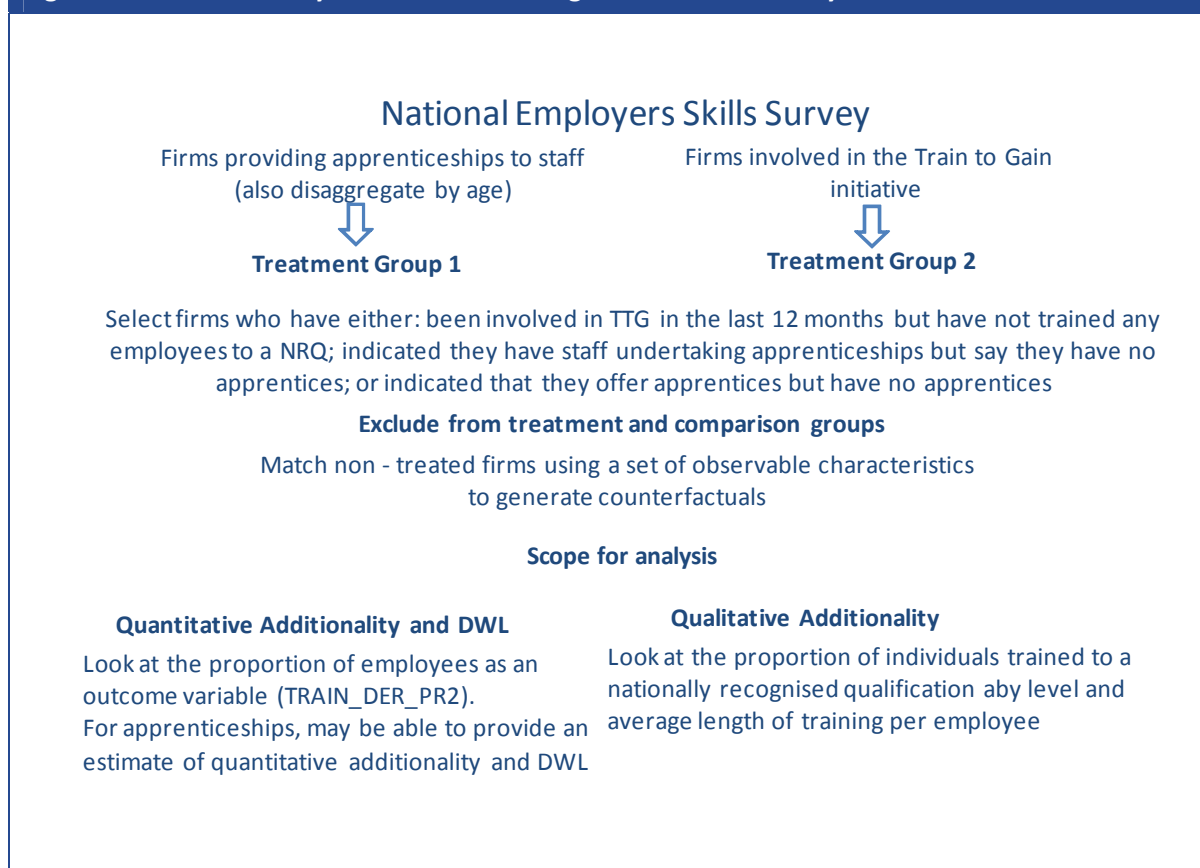 National Employers Skills Survey
Firms providing apprenticeships to staff
(also disaggregate by age)
Firms involved in the Train to Gain
initiative
Treatment Group 1
Treatment Group 2
Select firms who have either: been involved in TTG in the last 12 months but have not trained any
employees to a NRQ; indicated they have staff undertaking apprenticeships but say they have no
apprentices; or indicated that they offer apprentices but have no apprentices
Exclude from treatment and comparison groups
Match non - treated firms using a set of observable characteristics
to generate counterfactuals
Scope for analysis
Quantitative Additionality and DWL
Look at the proportion of employees as an
outcome variable (TRAIN_DER_PR2).
For apprenticeships, may be able to provide an
estimate of quantitative additionality and DWL
Qualitative Additionality
Look at the proportion of individuals trained to a
nationally recognised qualification aby level and
average length of training per employee